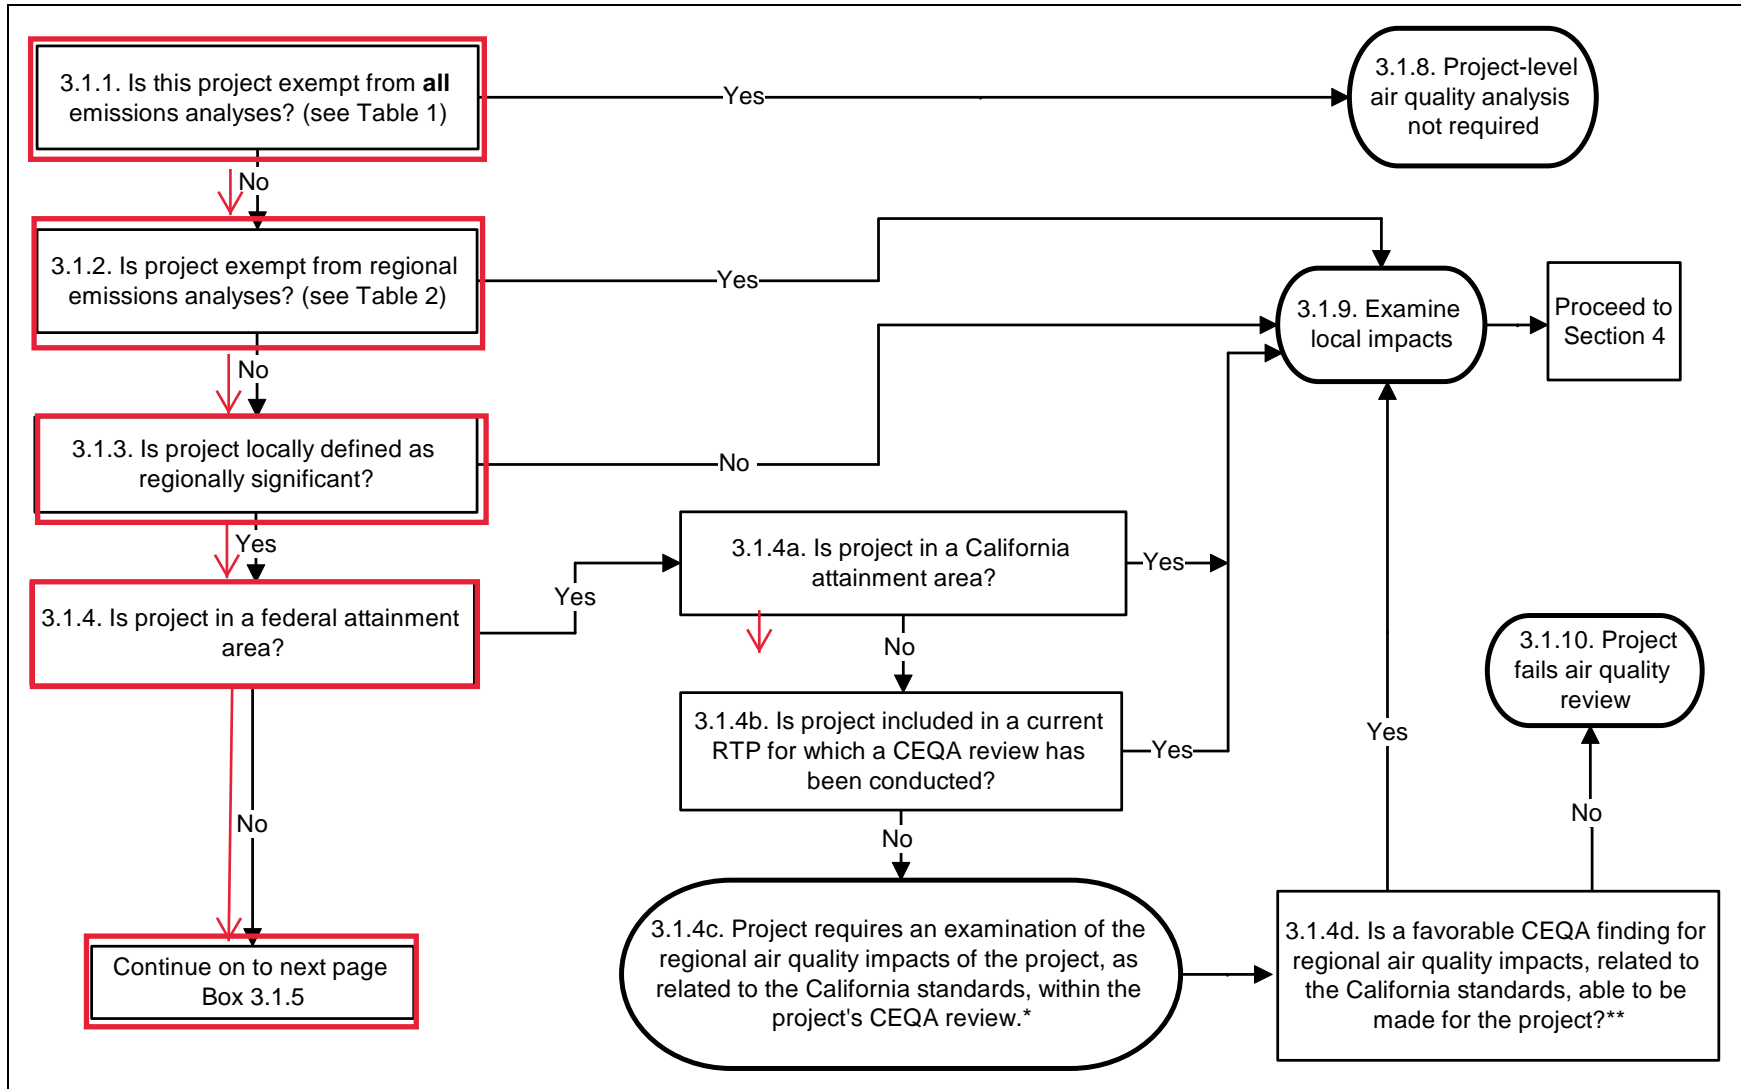 3.1.1. Is this project exempt from all
emissions analyses? (see Table 1)
Yes
3.1.8. Project-level
air quality analysis
not required
No
3.1.2. Is project exempt from regional
emissions analyses? (see Table 2)
Yes
3.1.9. Examine
local impacts
Proceed to
Section 4
No
3.1.3. Is project locally defined as
regionally significant?
No
Yes
3.1.4. Is project in a federal attainment
area?
Yes
3.1.4a. Is project in a California
attainment area?
Yes
No
3.1.4b. Is project included in a current
RTP for which a CEQA review has
been conducted?
Yes
Yes
3.1.10. Project
fails air quality
review
No
No
No
Continue on to next page
Box 3.1.5
3.1.4c. Project requires an examination of the
regional air quality impacts of the project, as
related to the California standards, within the
project's CEQA review.*
3.1.4d. Is a favorable CEQA finding for
regional air quality impacts, related to
the California standards, able to be
made for the project?**